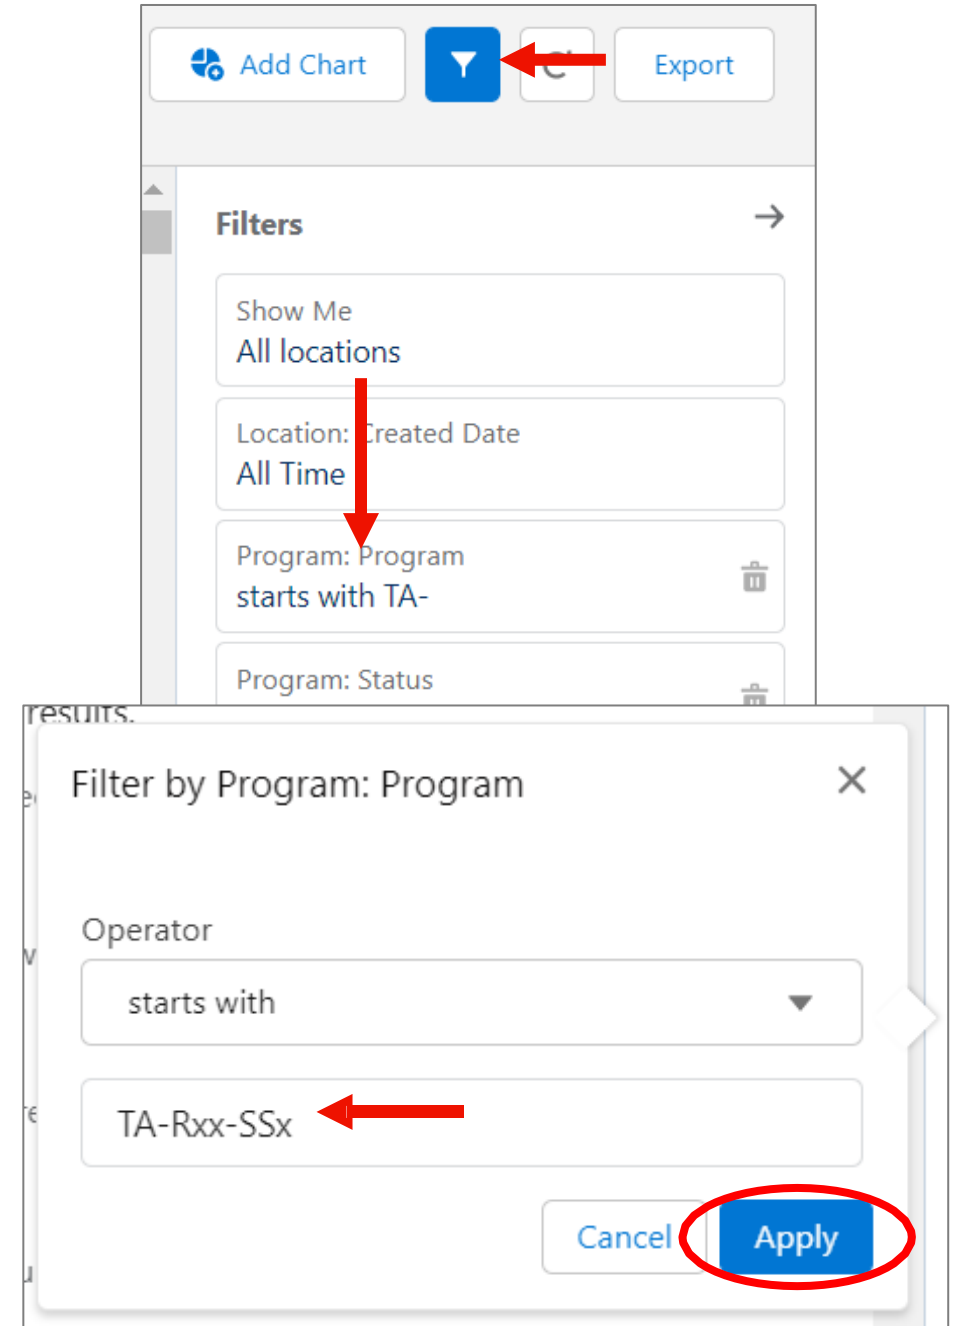 Add Chart
Export
Filters
Show Me
All locations
Location: Created Date
All Time
Program: Program
starts with TA-
Program: Status
results.
Filter by Program: Program
Operator
starts with
TA-Rxx-SSx
Cancel
Apply